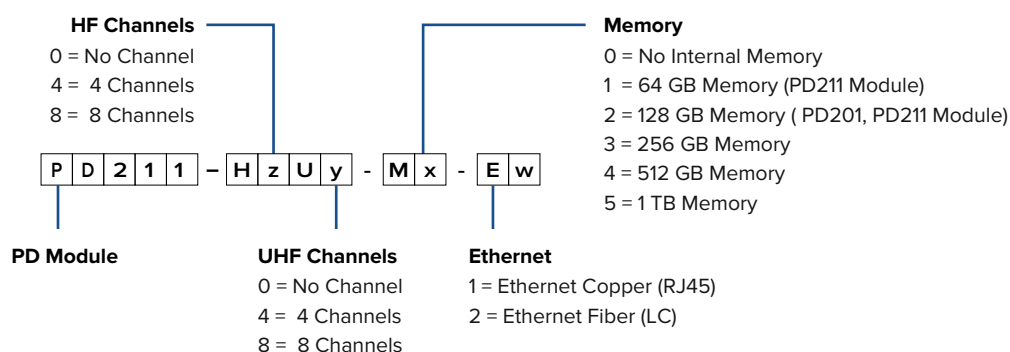 HF Channels
0 = No Channel
4 = 4 Channels
8 = 8 Channels
Memory
0 = No Internal Memory
1 = 64 GB Memory (PD211 Module)
2 = 128 GB Memory ( PD201, PD211 Module)
3 = 256 GB Memory
4 = 512 GB Memory
5 = 1 TB Memory
P D 2 1 1 – H z U y - M x - E w
PD Module
UHF Channels
0 = No Channel
4 = 4 Channels
8 = 8 Channels
Ethernet
1 = Ethernet Copper (RJ45)
2 = Ethernet Fiber (LC)